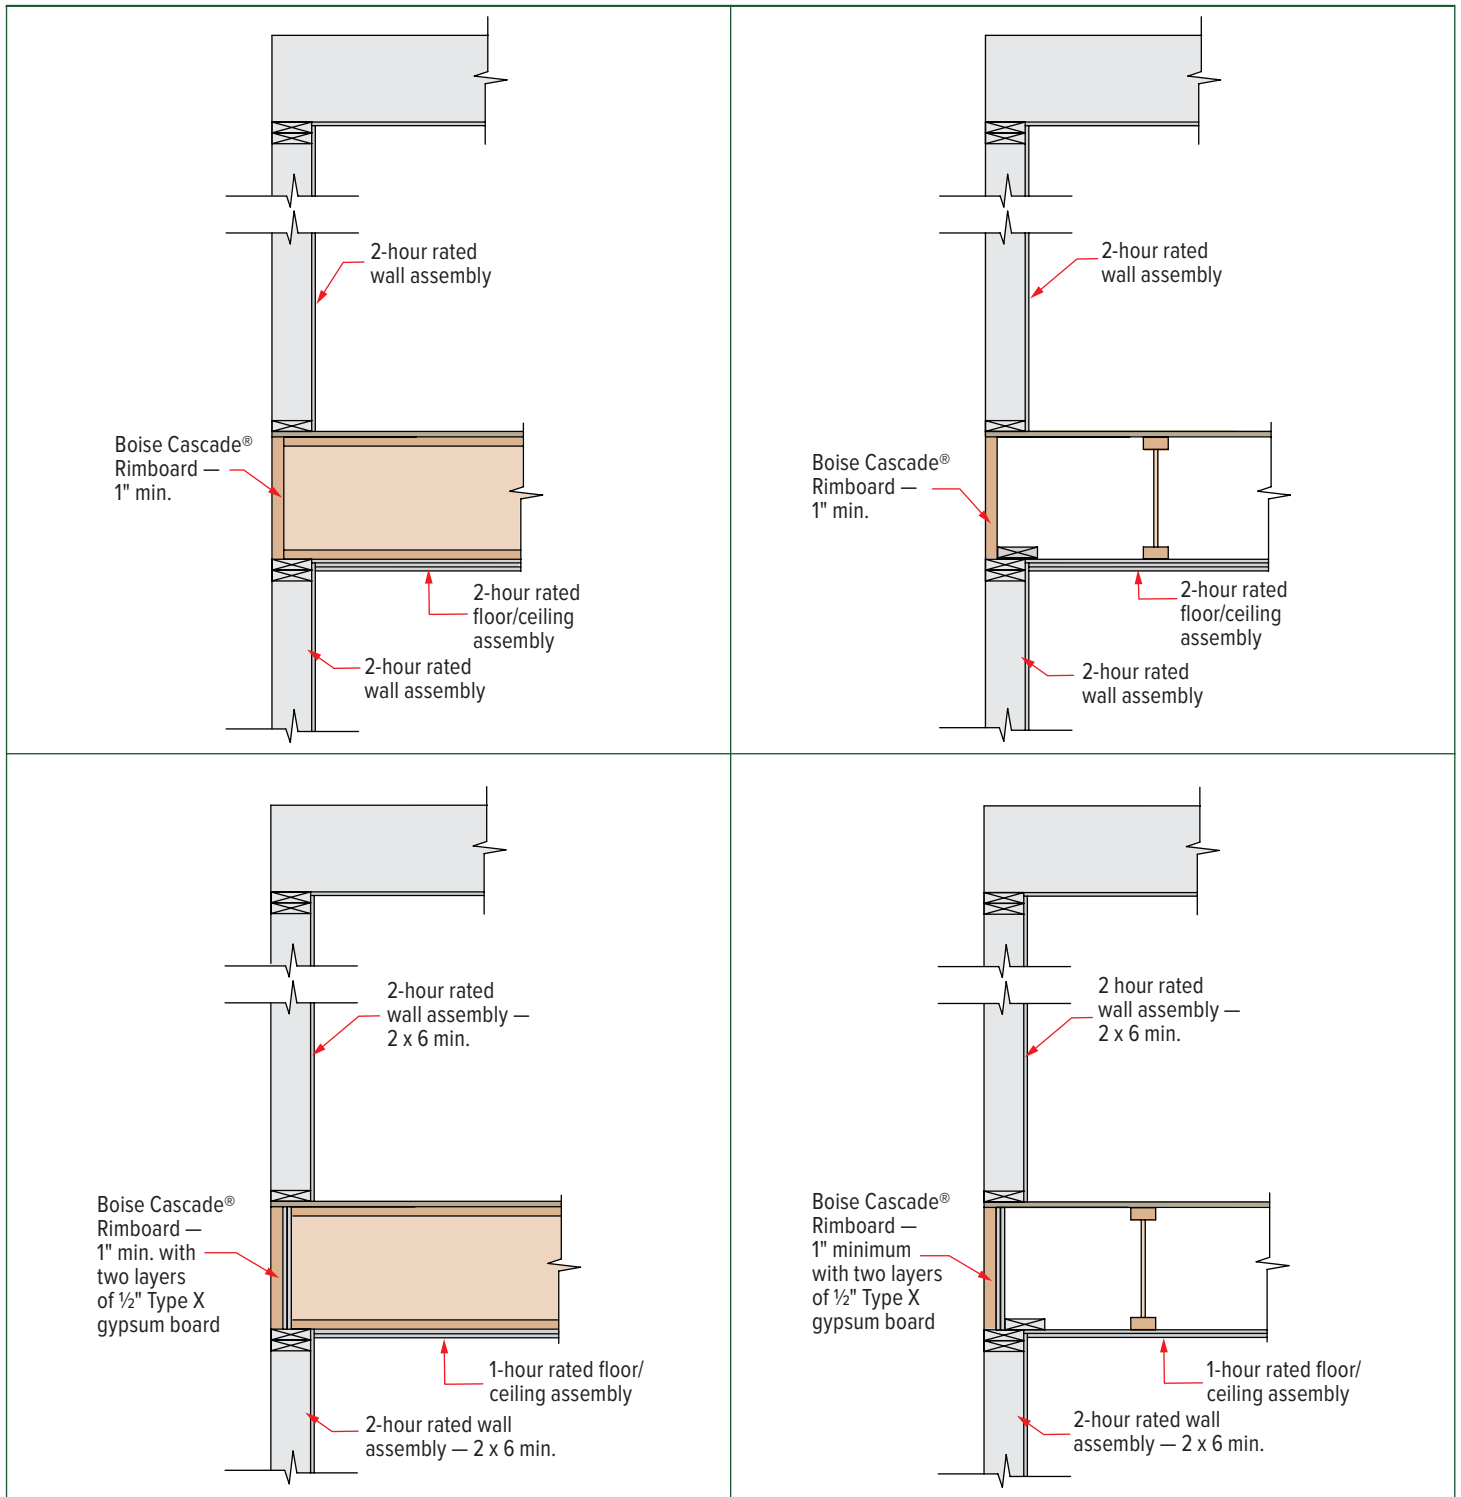 2-hour rated
wall assembly
Boise Cascade®
Rimboard —
1" min.
2-hour rated
floor/ceiling
assembly
2-hour rated
wall assembly
2-hour rated
wall assembly
Boise Cascade®
Rimboard —
1" min.
2-hour rated
floor/ceiling
assembly
2-hour rated
wall assembly
2-hour rated
wall assembly —
2 x 6 min.
Boise Cascade®
Rimboard —
1" min. with
two layers
of ½" Type X
gypsum board
1-hour rated floor/
ceiling assembly
2-hour rated wall
assembly — 2 x 6 min.
2 hour rated
wall assembly —
2 x 6 min.
Boise Cascade®
Rimboard —
1" minimum
with two layers
of ½" Type X
gypsum board
1-hour rated floor/
ceiling assembly
2-hour rated wall
assembly — 2 x 6 min.